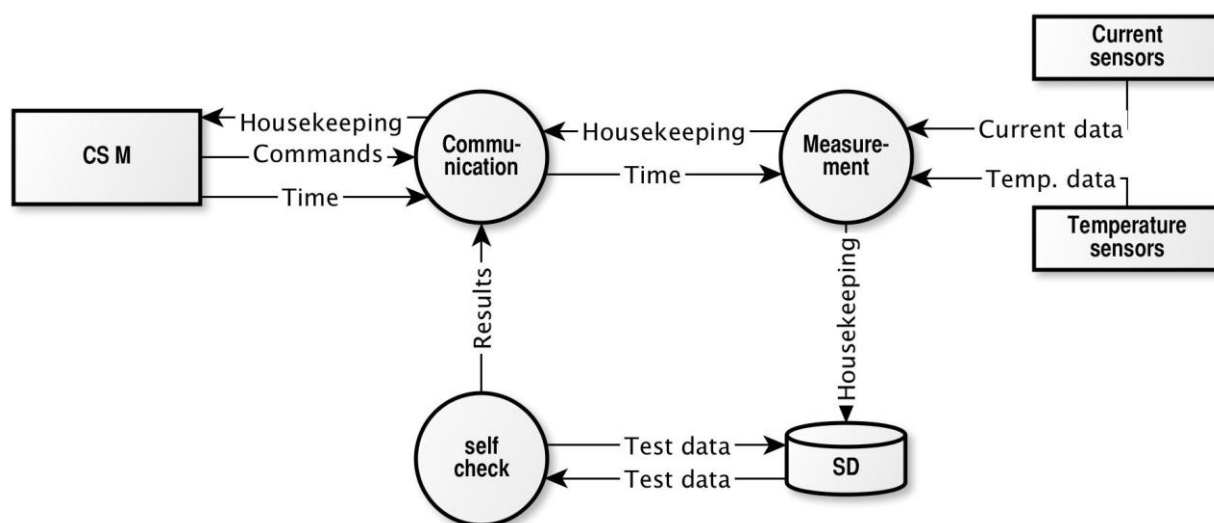 Current
sensors
Housekeeping
CS M
Commands
Time
Commu-
nication
Housekeeping
Time
Measure-
ment
Current data
Temp. data
Temperature
sensors
Results
Housekeeping
self
check
Test data
Test data
SD